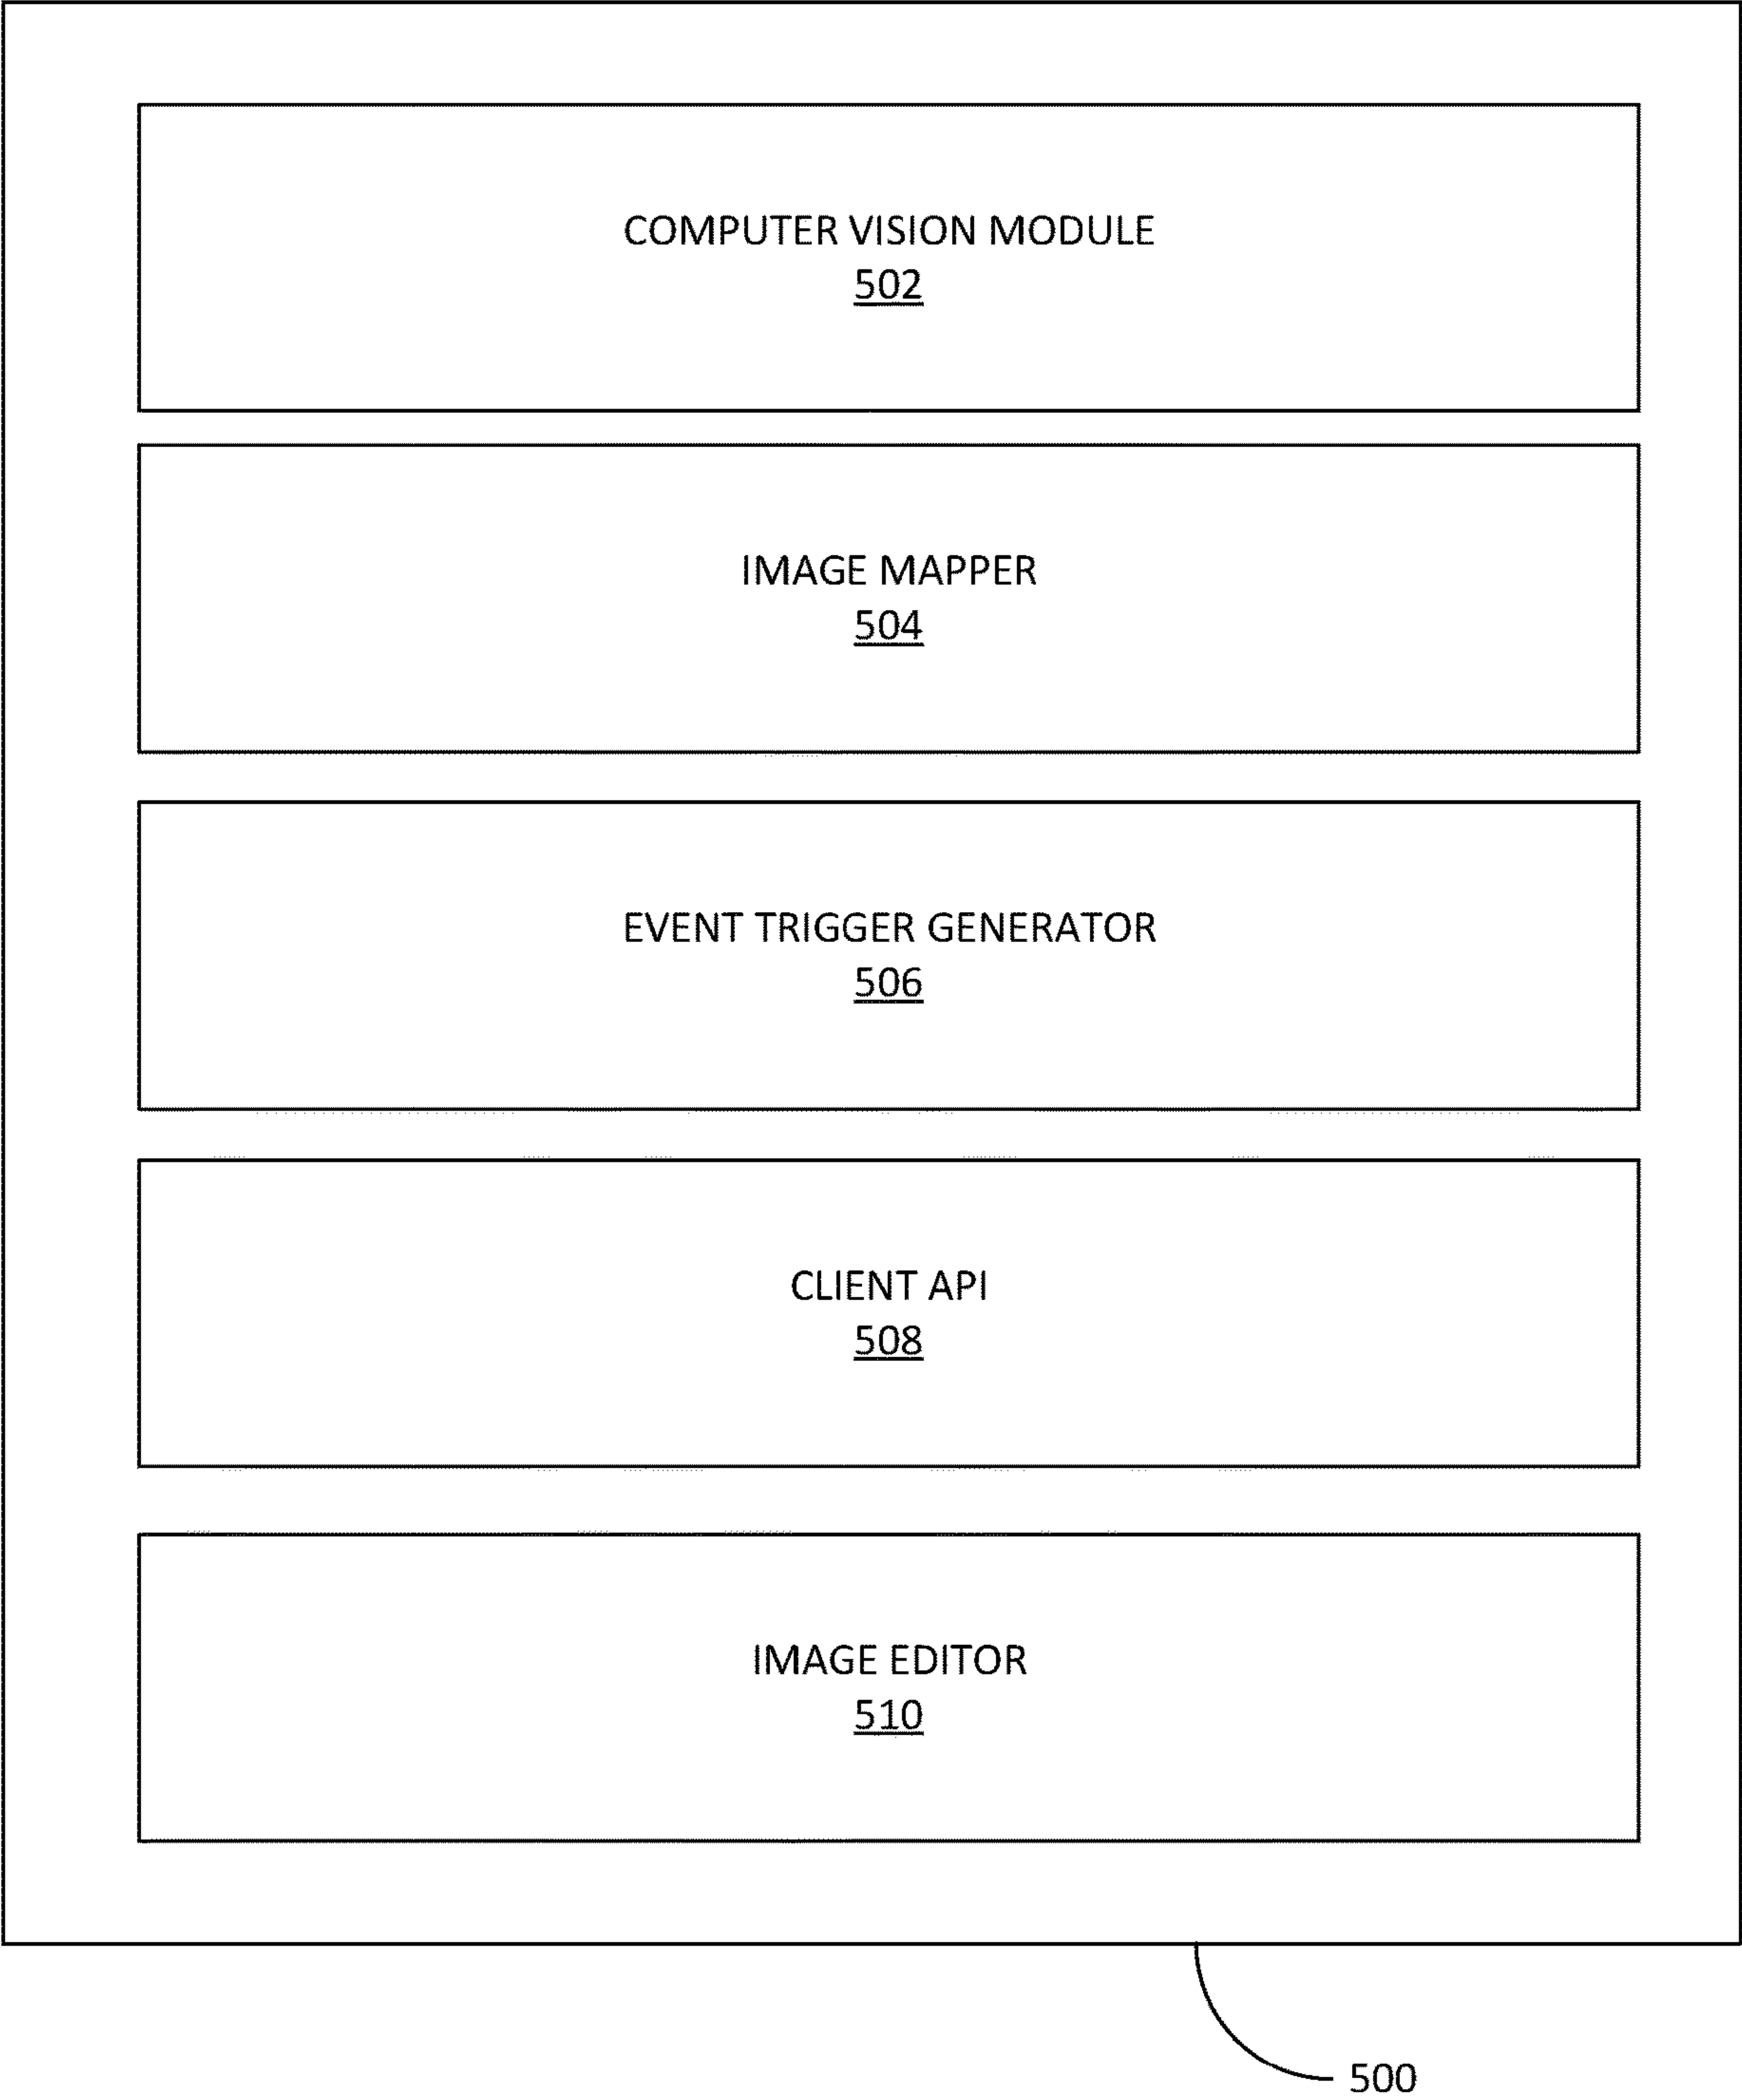 COMPUTER VISION MODULE
502
IMAGE MAPPER
504
EVENT TRIGGER GENERATOR
506
CLIENT API
508
IMAGE EDITOR
510
500